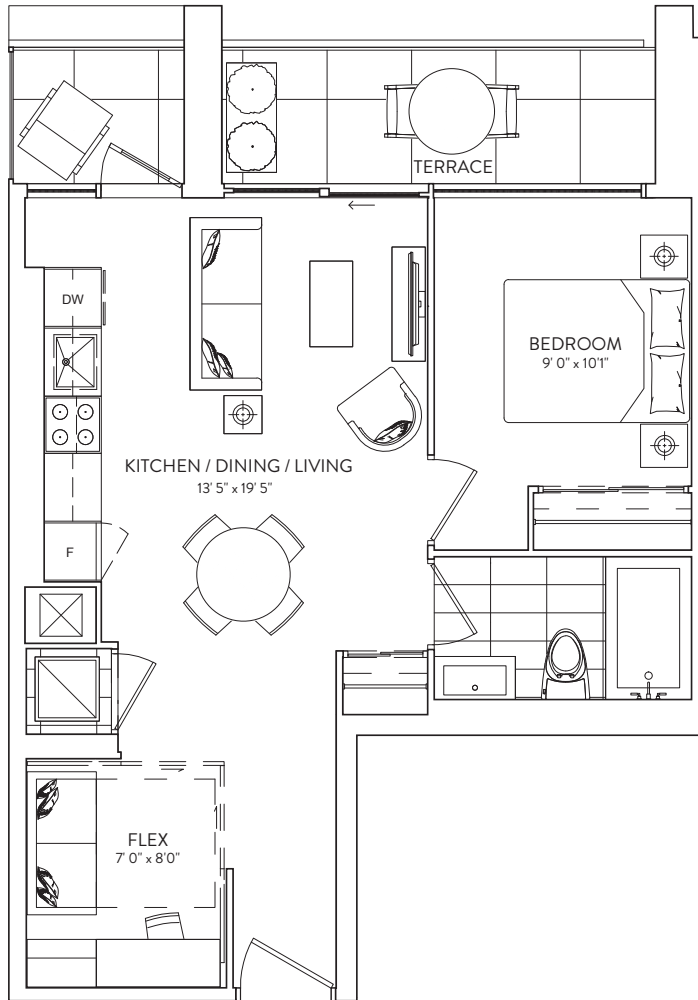 TERRACE
DW
BEDROOM
9' 0" x 10'1"
KITCHEN / DINING / LIVING
13' 5" x 19' 5"
F
FLEX
7' 0" x 8'0"